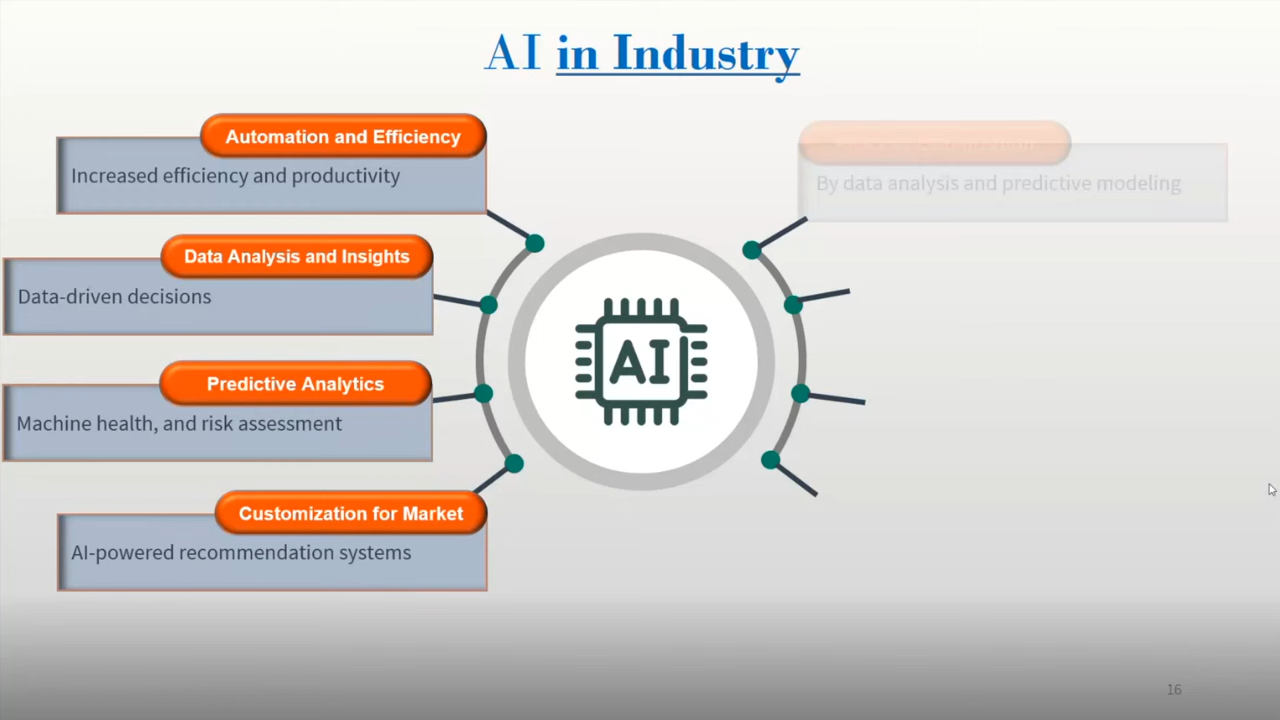 AI in Industry
Automation and Efficiency
Increased efficiency and productivity
Data Analysis and Insights
Data-driven decisions
Predictive Analytics
Machine health, and risk assessment
Customization for Market
AI-powered recommendation systems
By data analysis and predictive modeling
AI
16